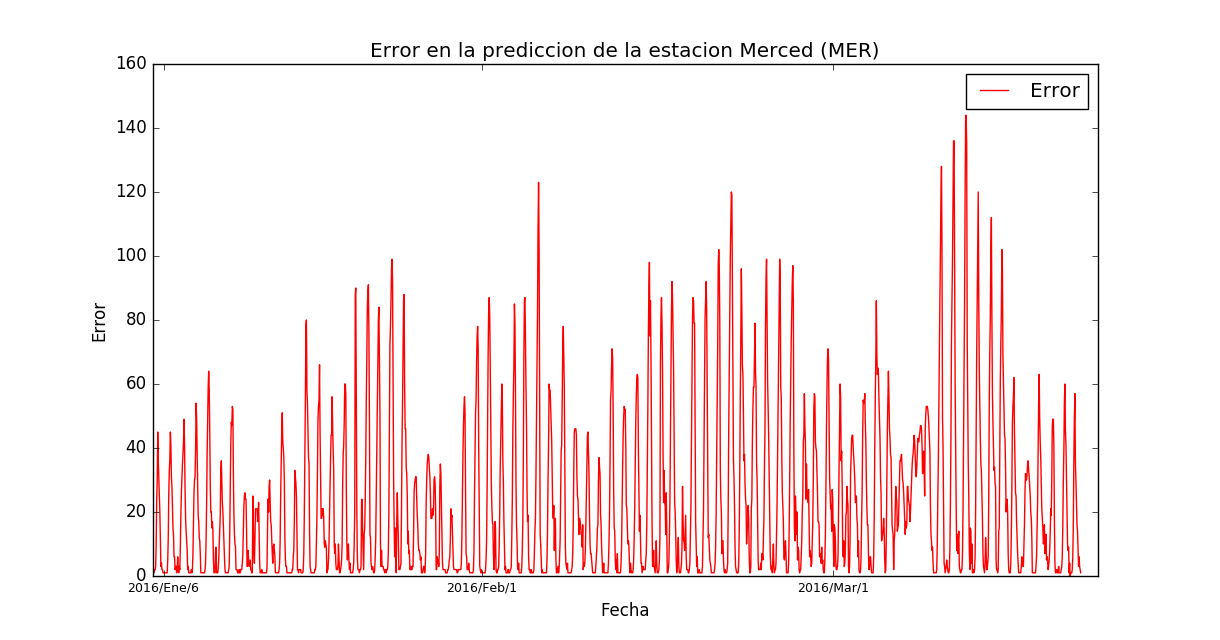 Error en la prediccion de la estacion Merced (MER)
160
140
120
100
80
60
40
20
0
Error
Error
2016/Ene/6
2016/Feb/1
2016/Mar/1
Fecha